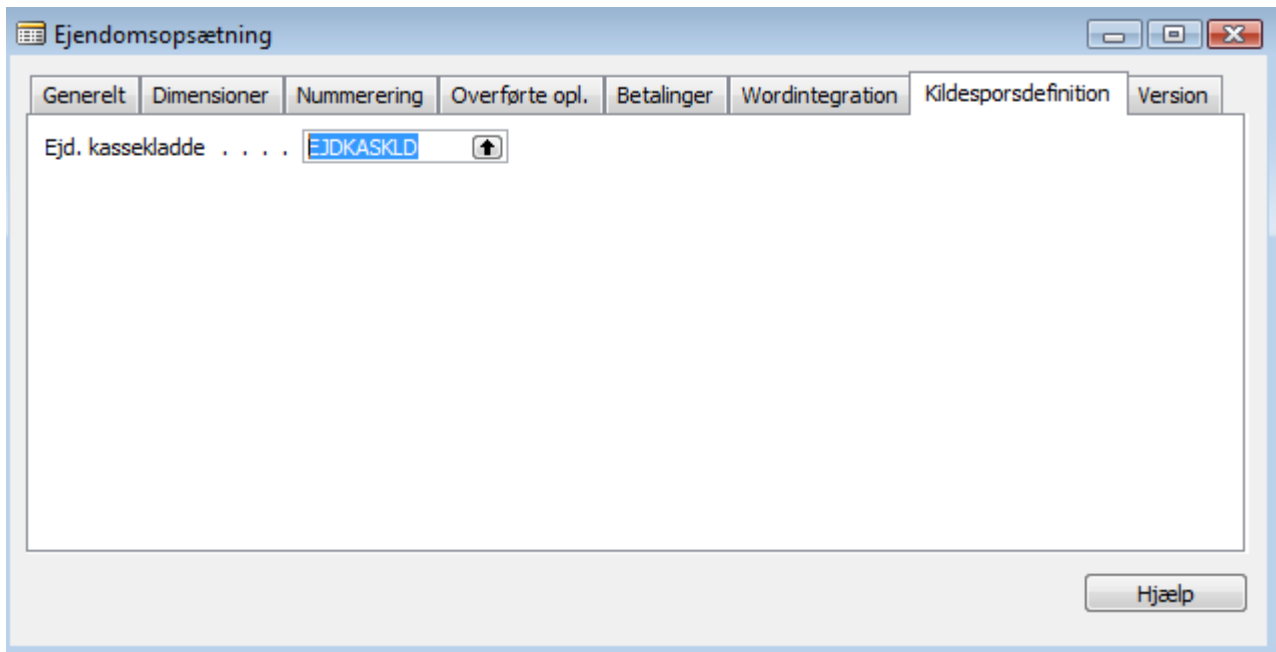 Ejendomsopsætning
Generelt Dimensioner Nummerering Overførte opl. Betalinger Wordintegration Kildesporsdefinition Version
Ejd. kassekladde . . . . EJDKASKLD
Hjælp